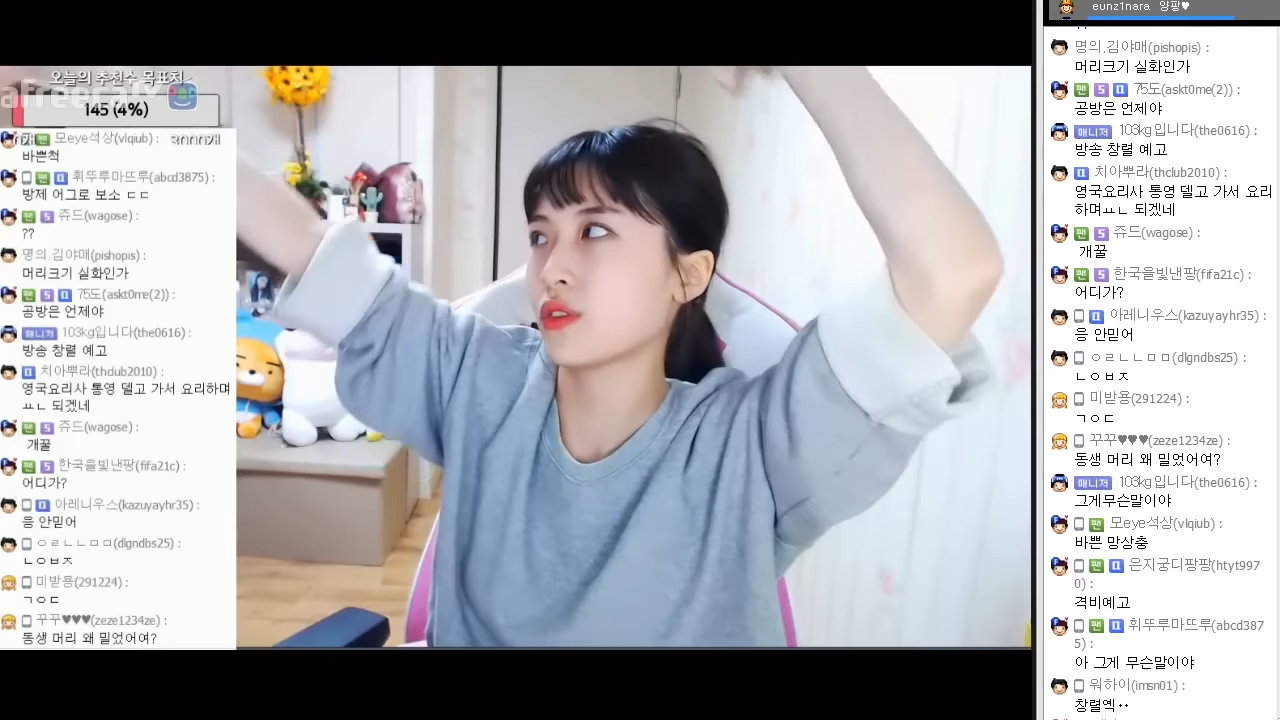 오늘의 추천수 목표치
afreecaTV
145 (4%)
모eye석상(vlqiub) :
바쁜척
휘뚜루마뜨루(abcd3875) :
방제 어그로 보소 ㄷㄷ
쥬드(wagose) :
??
명의.김야매(pishopis) :
머리크기 실화인가
75도(askt0me(2)) :
공방은 언제야
매니저 103kg입니다(the0616) :
방송 창렬 예고
치아뿌라(thclub2010) :
영국요리사 통영 델고 가서 요리하며
ㅛㄴ 되겠네
쥬드(wagose) :
개꿀
한국을빛낸팡(fifa21c) :
어디가?
아레니우스(kazuyayhr35) :
응 안믿어
ㅇㄹㄴㄴㅁㅁ(dlgndbs25) :
ㄴㅇㅂㅈ
미받용(291224) :
ㄱㅇㄷ
꾸꾸♥♥♥(zeze1234ze) :
동생 머리 왜 밀었어여?
eunz1nara 양팡♥
명의.김야매(pishopis) :
머리크기 실화인가
팬 S 75도(askt0me(2)) :
공방은 언제야
매니저 103kg입니다(the0616) :
방송 창렬 예고
치아뿌라(thclub2010) :
영국요리사 통영 델고 가서 요리
하며ㅛㄴ 되겠네
팬 S 쥬드(wagose) :
개꿀
팬 S 한국을빛낸팡(fifa21c) :
어디가?
아레니우스(kazuyayhr35) :
응 안믿어
ㅇㄹㄴㄴㅁㅁ(dlgndbs25) :
ㄴㅇㅂㅈ
미받용(291224) :
ㄱㅇㄷ
꾸꾸♥♥♥(zeze1234ze) :
동생 머리 왜 밀었어여?
매니저 103kg입니다(the0616) :
그게무슨말이야
팬 모eye석상(vlqiub) :
바쁜 망상충
팬 은지궁디팡팡(htyt997
0) :
격비예고
팬 휘뚜루마뜨루(abcd387
5) :
아 그게 무슨말이야
워하이(imsn01) :
창렬역··